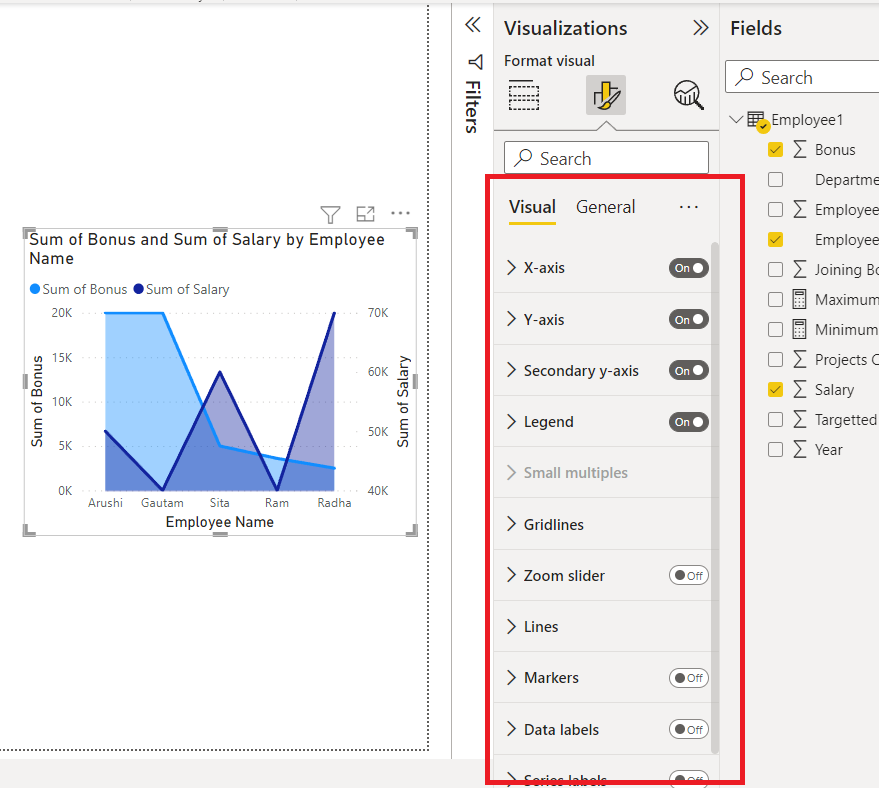 Sum of Bonus and Sum of Salary by Employee
Name
Sum of Bonus Sum of Salary
20K
15K
10K
5K
0K
Sum of Bonus
70K
60K
50K
40K
Sum of Salary
Arushi Gautam Sita Ram Radha
Employee Name
Filters
Visualizations
Format visual
Search
Visual General
X-axis On
Y-axis On
Secondary y-axis On
Legend On
Small multiples
Gridlines
Zoom slider Off
Lines
Markers Off
Data labels Off
Series labels Off
Fields
Search
Employee1
Bonus
Departme
Employee
Employee
Joining Bo
Maximum
Minimum
Projects C
Salary
Targetted
Year